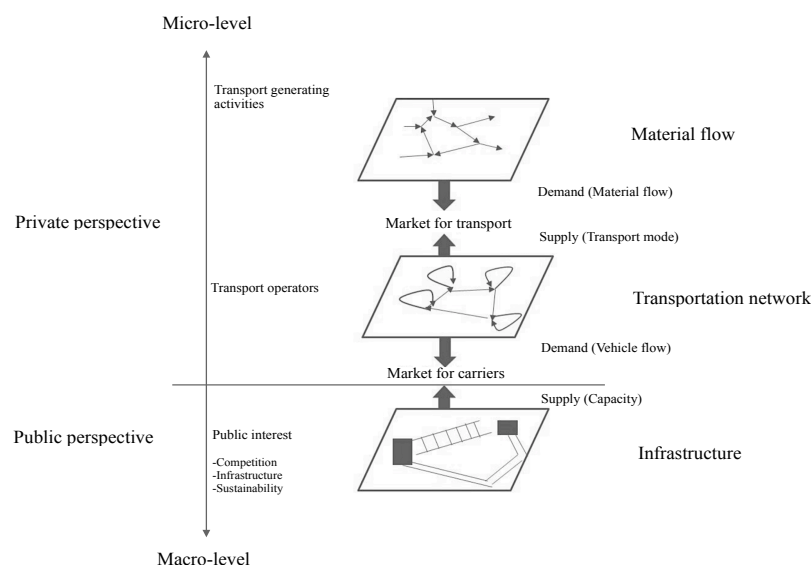 Micro-level
Transport generating
activities
Material flow
Demand (Material flow)
Private perspective
Market for transport
Supply (Transport mode)
Transport operators
Transportation network
Demand (Vehicle flow)
Market for carriers
Supply (Capacity)
Public perspective
Public interest
-Competition
-Infrastructure
-Sustainability
Infrastructure
Macro-level